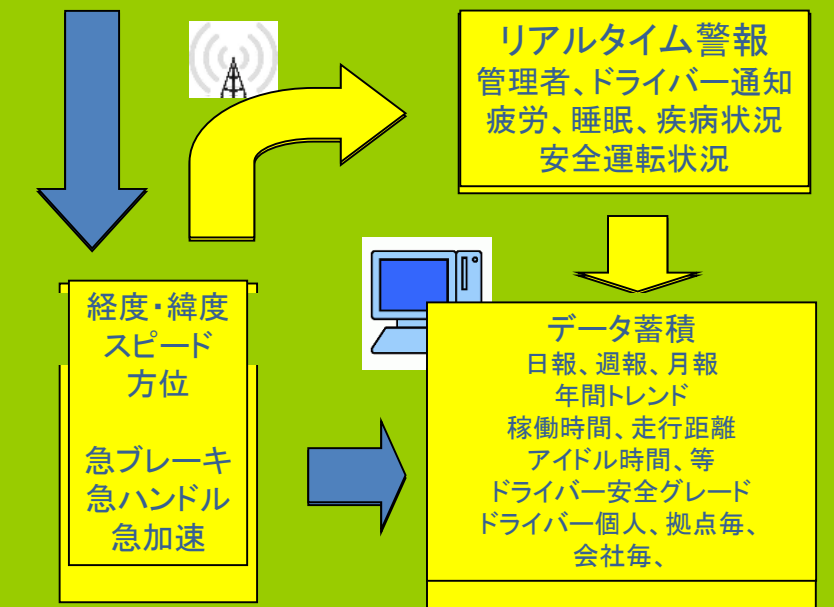 リアルタイム警報
管理者、ドライバー通知
疲労、睡眠、疾病状況
安全運転状況
経度・緯度
スピード
方位
急ブレーキ
急ハンドル
急加速
データ蓄積
日報、週報、月報
年間トレンド
稼働時間、走行距離
アイドル時間、等
ドライバー安全グレード
ドライバー個人、拠点毎、
会社毎、